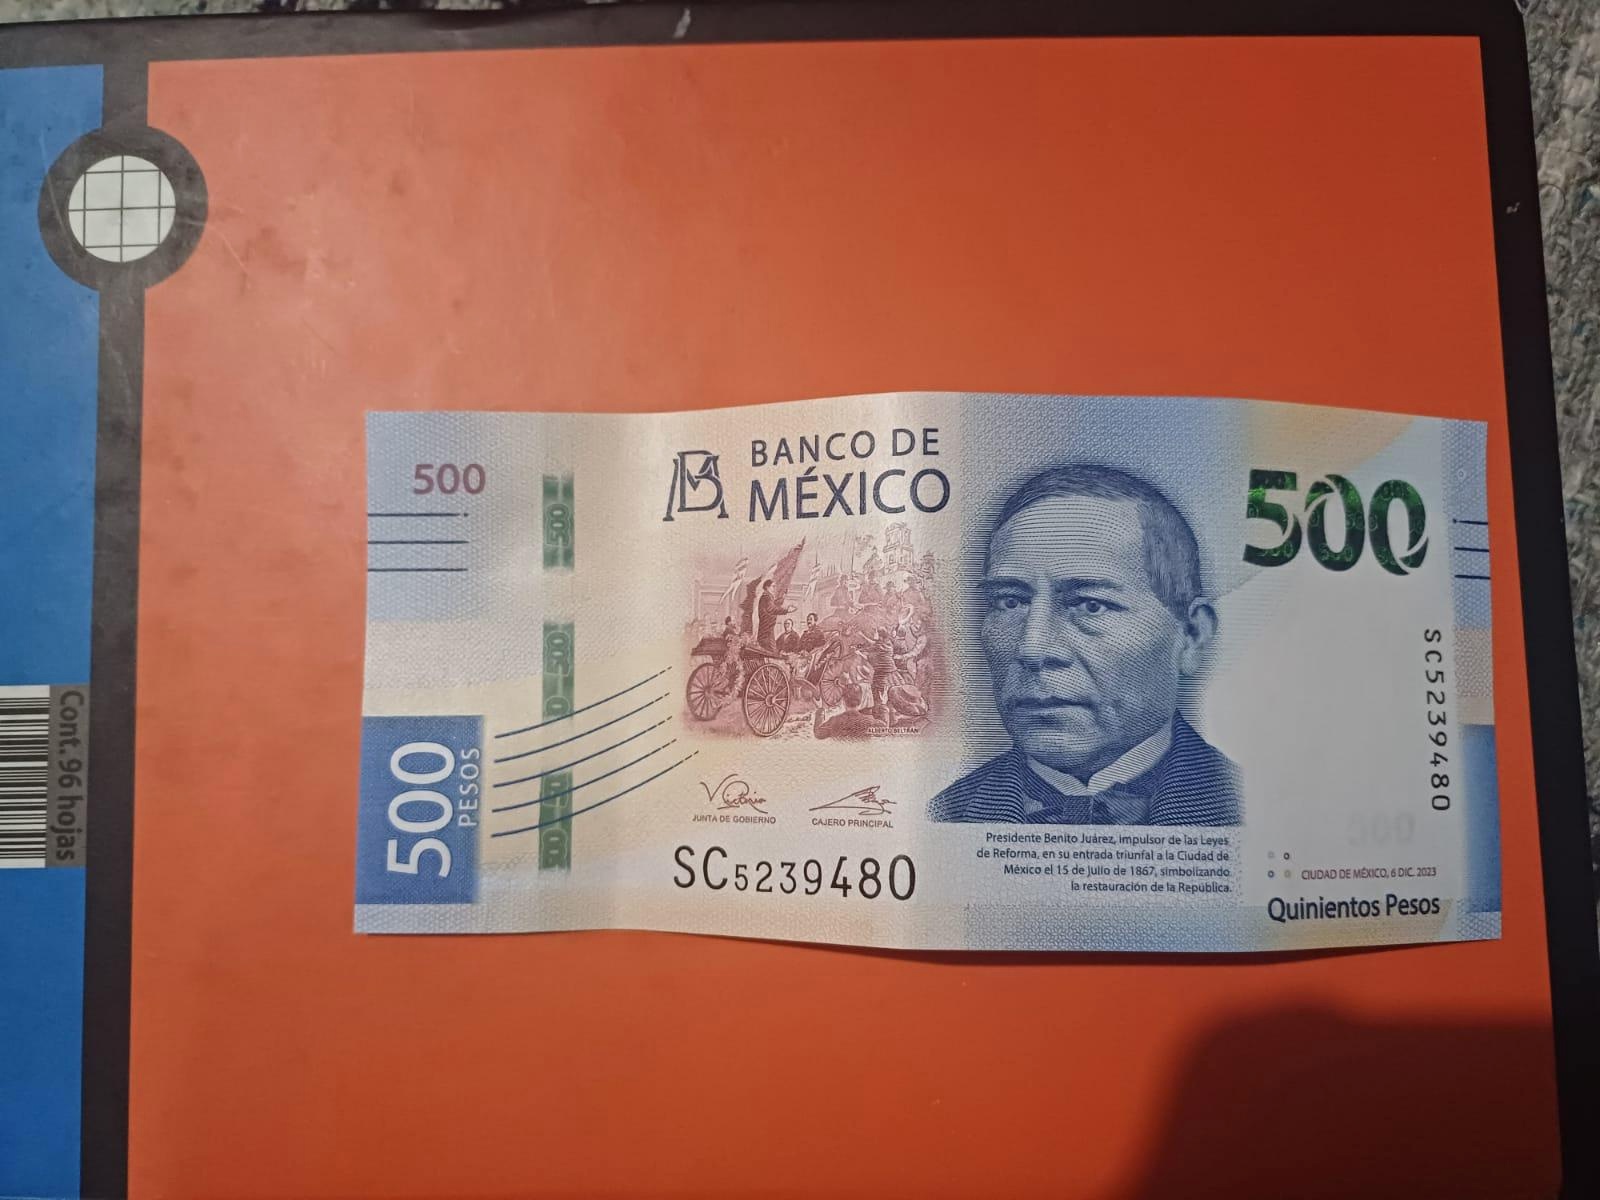 500
BANCO DE
MÉXICO
500
500
500
500 PESOS
ALBERTO BELTRÁN
JUNTA DE GOBIERNO
CAJERO PRINCIPAL
SC5239480
SC5239480
Presidente Benito Juárez, impulsor de las Leyes
de Reforma, en su entrada triunfal a la Ciudad de
México el 15 de julio de 1867, simbolizando
la restauración de la República.
CIUDAD DE MÉXICO, 6 DIC. 2023
Quinientos Pesos
Cont. 96 hojas